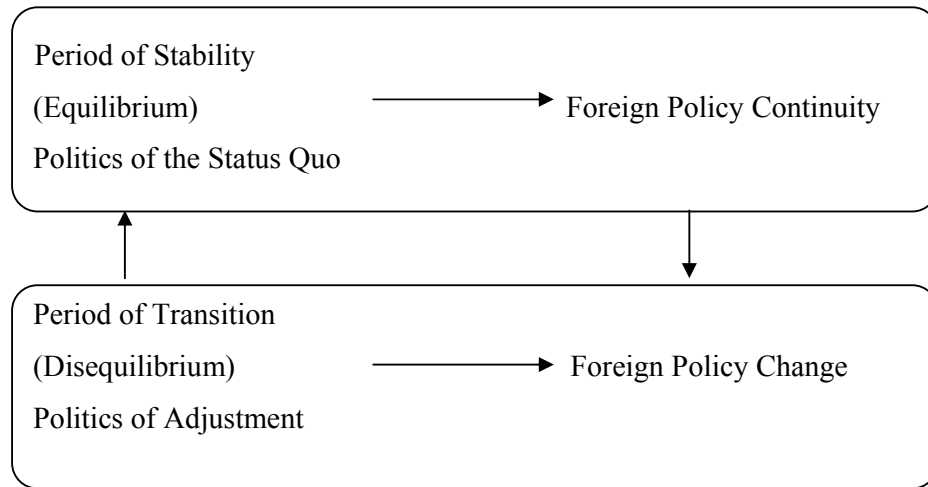 Period of Stability
(Equilibrium)
Foreign Policy Continuity
Politics of the Status Quo
Period of Transition
(Disequilibrium)
Foreign Policy Change
Politics of Adjustment